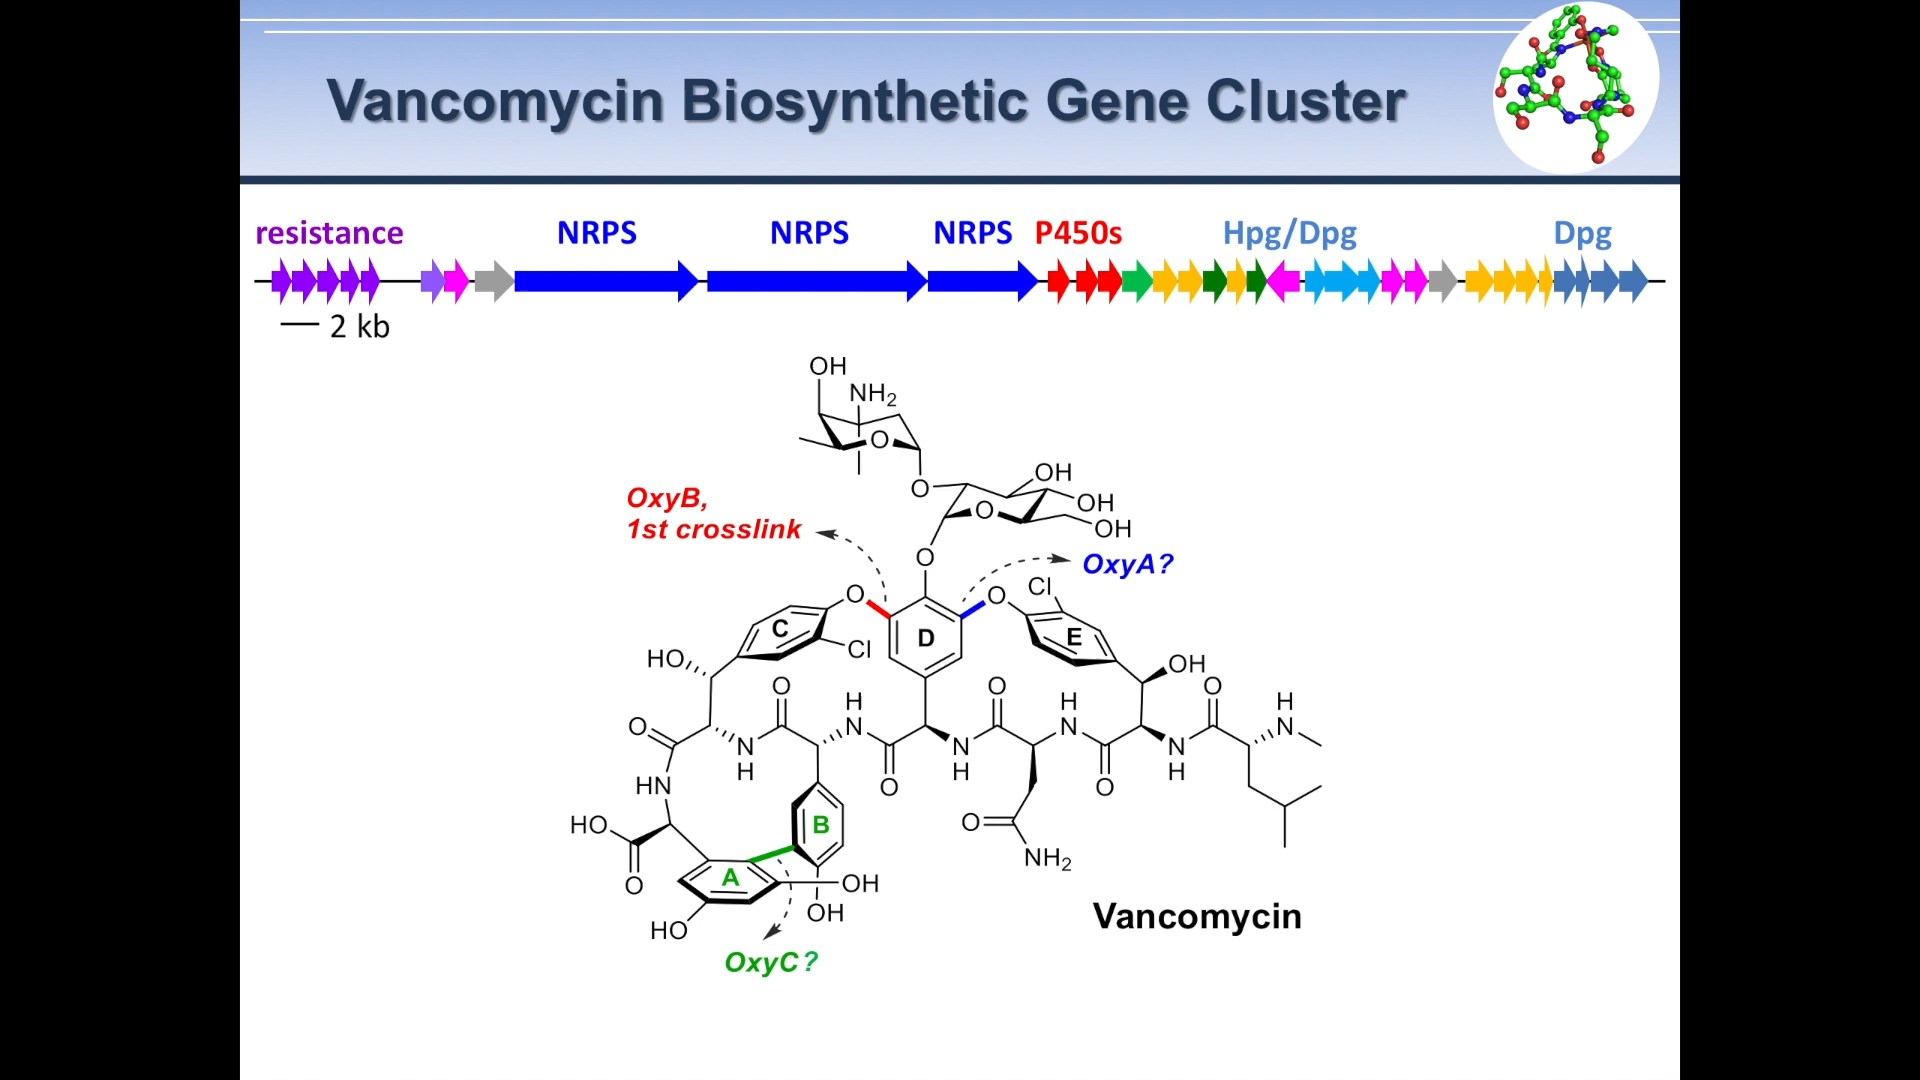 Vancomycin Biosynthetic Gene Cluster
resistance NRPS NRPS NRPS P450s Hpg/Dpg Dpg
2 kb
OH
NH2
O
O
OH
OH
O
OH
OxyB,
1st crosslink
O
OxyA?
O
O
Cl
C
D
E
Cl
HO
OH
O
O
O
H
N
H
N
H
N
O
N
H
N
H
N
H
O
O
HN
HO
O
B
O
NH2
A
OH
OH
HO
Vancomycin
OxyC?